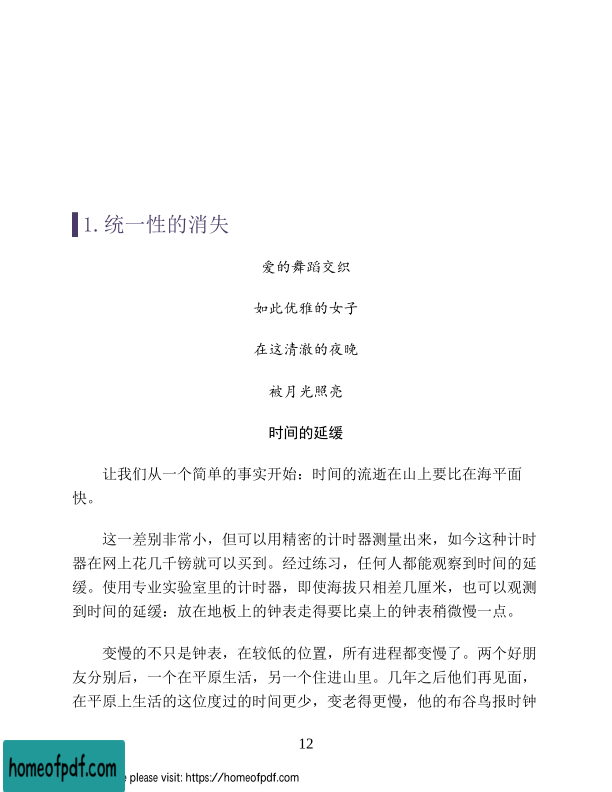 1. 统一性的消失
爱的舞蹈交织
如此优雅的女子
在这清澈的夜晚
被月光照亮
时间的延缓
让我们从一个简单的事实开始：时间的流逝在山上要比在海平面
快。
这一差别非常小，但可以用精密的计时器测量出来，如今这种计时
器在网上花几千镑就可以买到。经过练习，任何人都能观察到时间的延
缓。使用专业实验室里的计时器，即使海拔只相差几厘米，也可以观测
到时间的延缓：放在地板上的钟表走得要比桌上的钟表稍微慢一点。
变慢的不只是钟表，在较低的位置，所有进程都变慢了。两个好朋
友分别后，一个在平原生活，另一个住进山里。几年之后他们再见面，
在平原上生活的这位度过的时间更少，变老得更慢，他的布谷鸟报时钟
12
homeofpdf.com
e please visit: https://homeofpdf.com